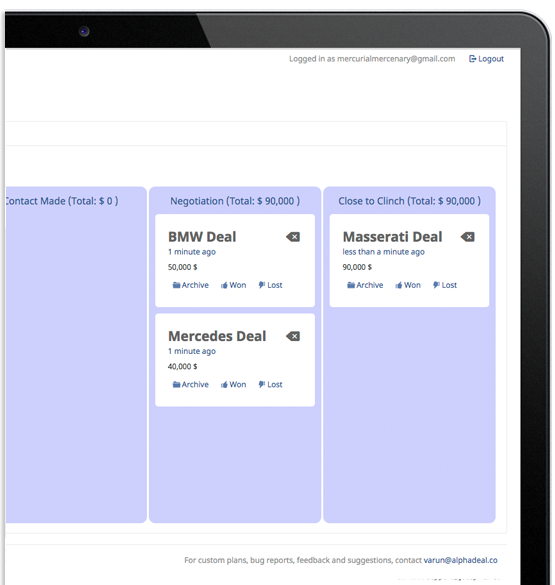 Logged in as mercurialmercenary@gmail.com Logout
Contact Made (Total: $ 0 )
Negotiation (Total: $ 90,000 )
Close to Clinch (Total: $ 90,000 )
BMW Deal
1 minute ago
50,000 $
Archive Won Lost
Mercedes Deal
1 minute ago
40,000 $
Archive Won Lost
Masserati Deal
less than a minute ago
90,000 $
Archive Won Lost
For custom plans, bug reports, feedback and suggestions, contact varun@alphadeal.co